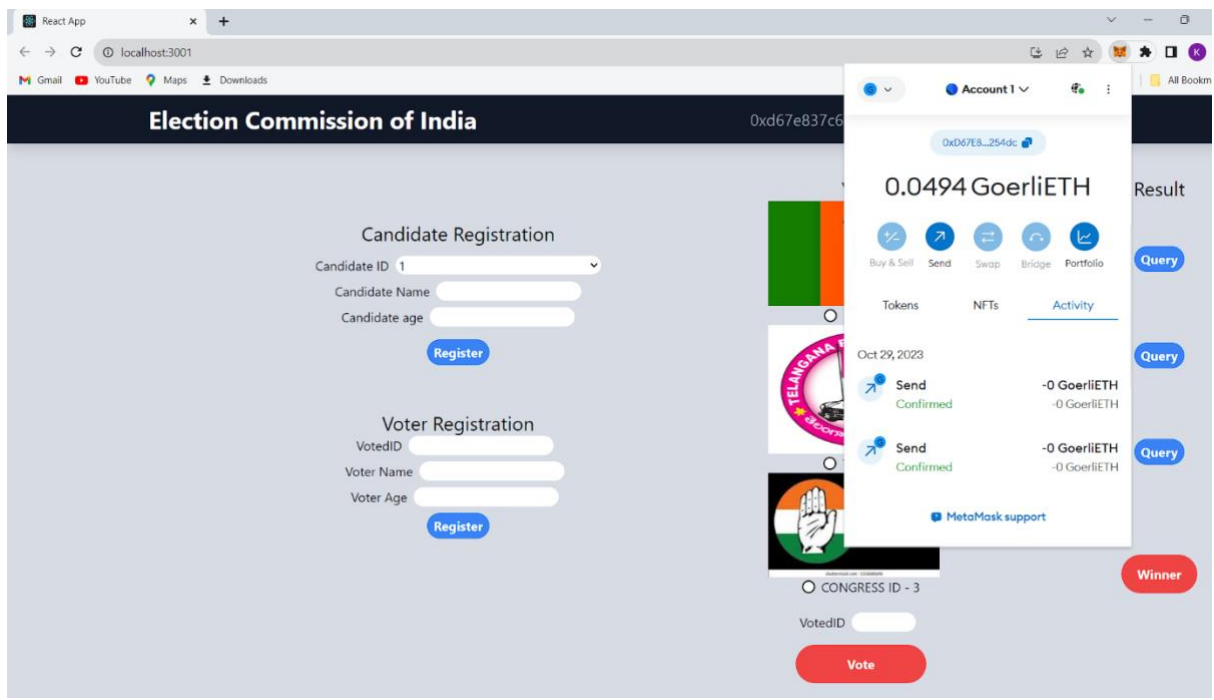 React App
localhost:3001
Gmail YouTube Maps Downloads All Bookm
Election Commission of India
0xd67e837c6
Account 1
0xD67E8...254dc
0.0494 GoerliETH
Buy & Sell Send Swap Bridge Portfolio
Tokens NFTs Activity
Oct 29, 2023
Send -0 GoerliETH
Confirmed -0 GoerliETH
Send -0 GoerliETH
Confirmed -0 GoerliETH
MetaMask support
Candidate Registration
Candidate ID 1
Candidate Name
Candidate age
Register
Voter Registration
VotedID
Voter Name
Voter Age
Register
TELANGANA
CONGRESS ID - 3
VotedID
Vote
Result
Query
Query
Query
Winner
K